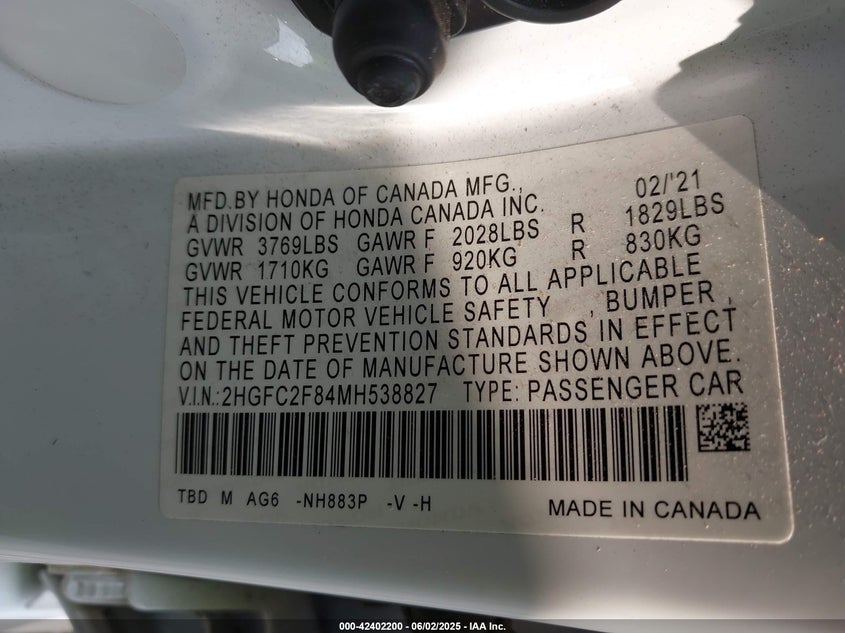 MFD.BY HONDA OF CANADA MFG., 02/'21
A DIVISION OF HONDA CANADA INC.
GVWR 3769LBS GAWR F 2028LBS R 1829LBS
GVWR 1710KG GAWR F 920KG R 830KG
THIS VEHICLE CONFORMS TO ALL APPLICABLE
FEDERAL MOTOR VEHICLE SAFETY , BUMPER ,
AND THEFT PREVENTION STANDARDS IN EFFECT
ON THE DATE OF MANUFACTURE SHOWN ABOVE.
V.I.N.:2HGFC2F84MH538827 TYPE: PASSENGER CAR
TBD M AG6 -NH883P -V -H MADE IN CANADA
000-42402200 - 06/02/2025 - IAA Inc.